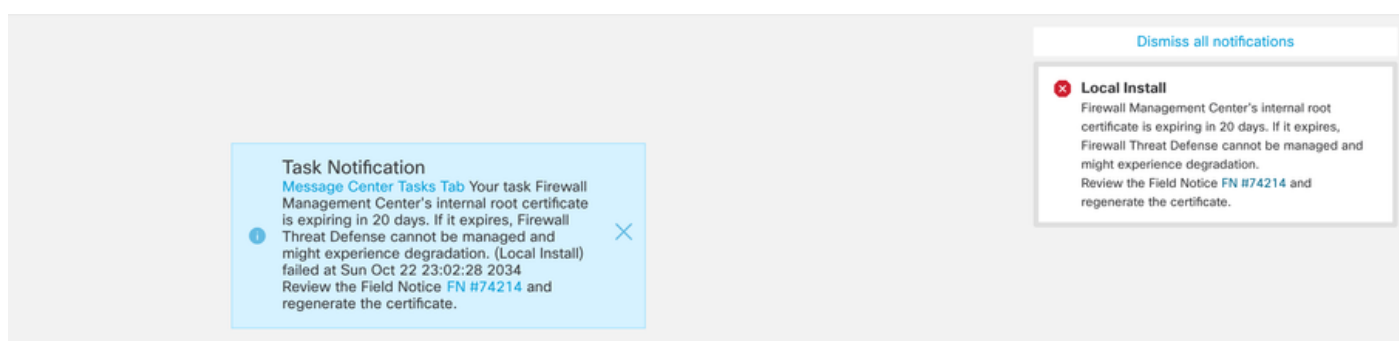 Dismiss all notifications
Local Install
Firewall Management Center's internal root
certificate is expiring in 20 days. If it expires,
Firewall Threat Defense cannot be managed and
might experience degradation.
Review the Field Notice FN #74214 and
regenerate the certificate.
Task Notification
Message Center Tasks Tab Your task Firewall
Management Center's internal root certificate
is expiring in 20 days. If it expires, Firewall
Threat Defense cannot be managed and
might experience degradation. (Local Install)
failed at Sun Oct 22 23:02:28 2034
Review the Field Notice FN #74214 and
regenerate the certificate.